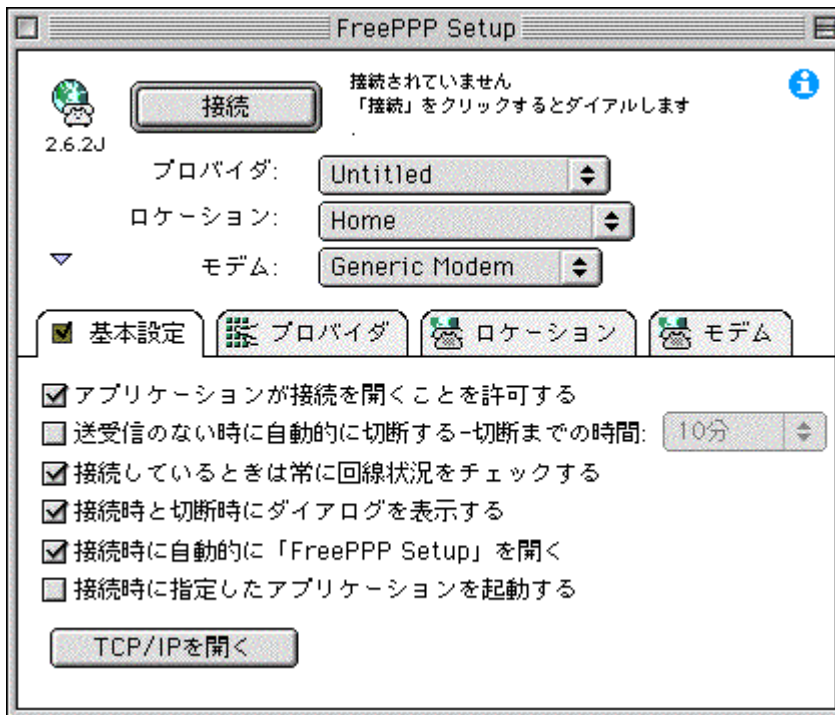 FreePPP Setup
接続
接続されていません
「接続」をクリックするとダイアルします
.
2.6.2J
プロバイダ: Untitled
ロケーション: Home
モデム: Generic Modem
基本設定 プロバイダ ロケーション モデム
アプリケーションが接続を開くことを許可する
送受信のない時に自動的に切断する-切断までの時間: 10分
接続しているときは常に回線状況をチェックする
接続時と切断時にダイアログを表示する
接続時に自動的に「FreePPP Setup」を開く
接続時に指定したアプリケーションを起動する
TCP/IPを開く